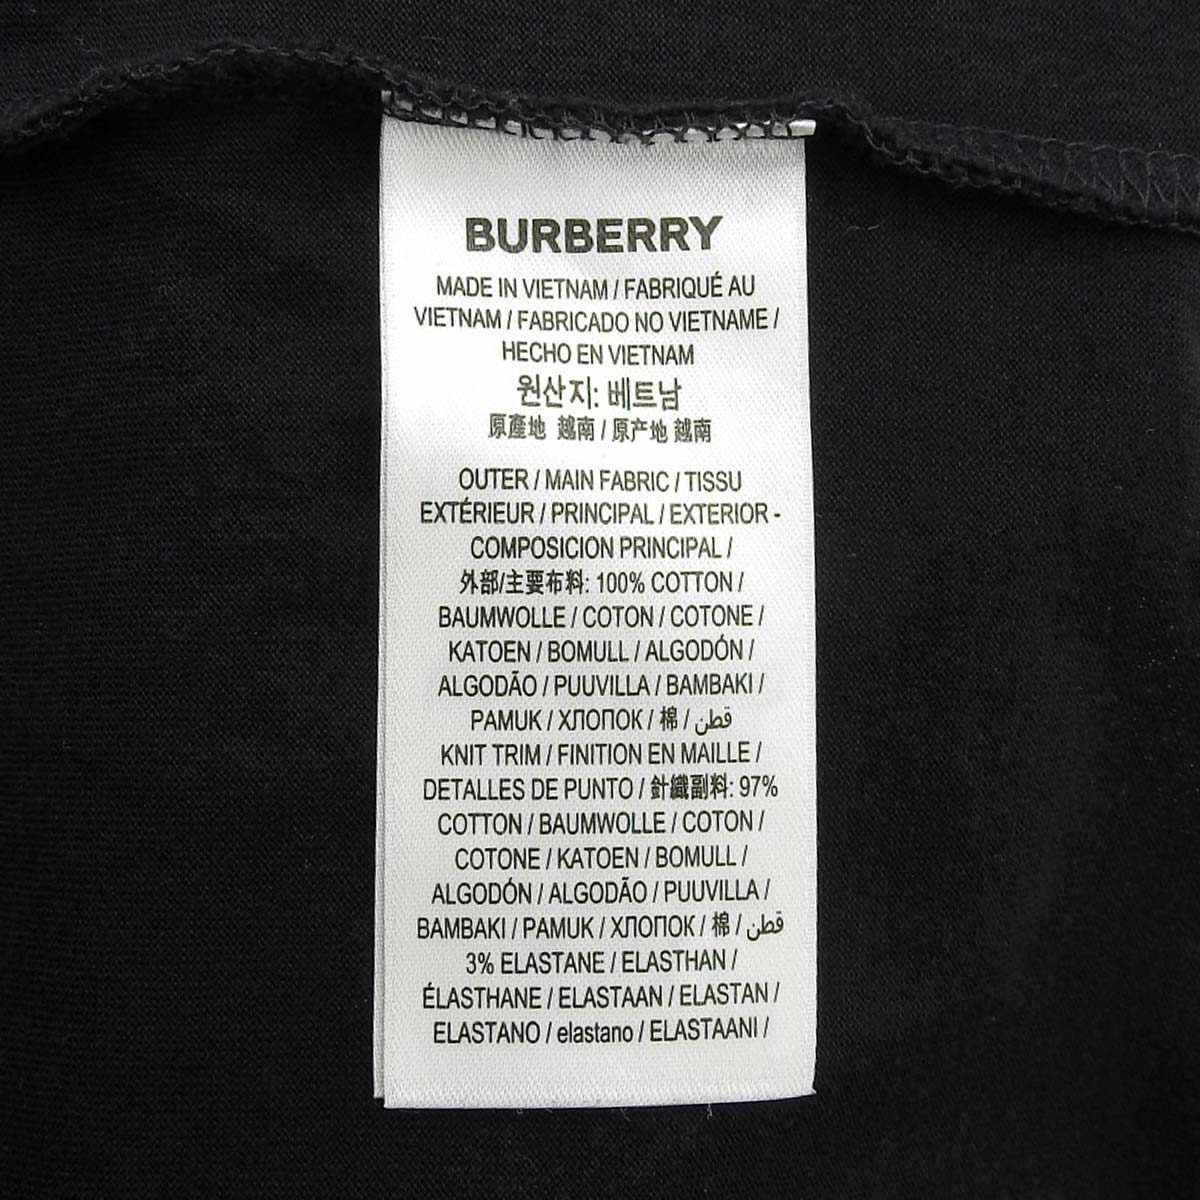 BURBERRY
MADE IN VIETNAM / FABRIQUÉ AU
VIETNAM / FABRICADO NO VIETNAME /
HECHO EN VIETNAM
원산지: 베트남
原產地 越南 / 原产地 越南
OUTER / MAIN FABRIC / TISSU
EXTÉRIEUR / PRINCIPAL / EXTERIOR -
COMPOSICION PRINCIPAL /
外部/主要布料: 100% COTTON /
BAUMWOLLE / COTON / COTONE /
KATOEN / BOMULL / ALGODÓN /
ALGODÃO / PUUVILLA / BAMBAKI /
PAMUK / ХЛОПОК / 棉 / قطن
KNIT TRIM / FINITION EN MAILLE /
DETALLES DE PUNTO / 針織副料: 97%
COTTON / BAUMWOLLE / COTON /
COTONE / KATOEN / BOMULL /
ALGODÓN / ALGODÃO / PUUVILLA /
BAMBAKI / PAMUK / ХЛОПОК / 棉 / قطن
3% ELASTANE / ELASTHAN /
ÉLASTHANE / ELASTAAN / ELASTAN /
ELASTANO / elastano / ELASTAANI /